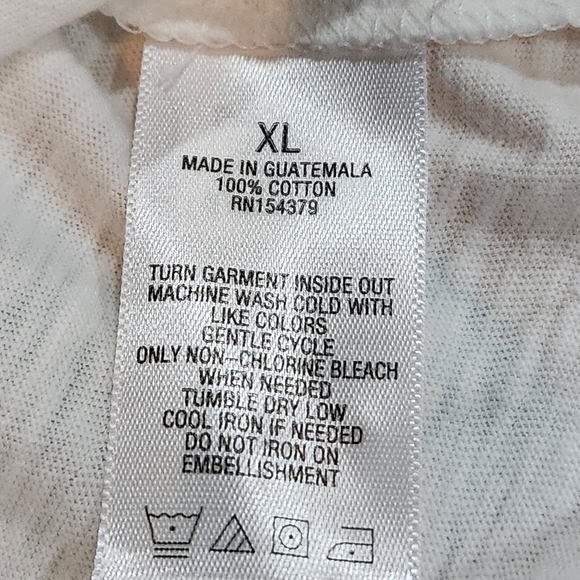 XL
MADE IN GUATEMALA
100% COTTON
RN154379
TURN GARMENT INSIDE OUT
MACHINE WASH COLD WITH
LIKE COLORS
GENTLE CYCLE
ONLY NON-CHLORINE BLEACH
WHEN NEEDED
TUMBLE DRY LOW
COOL IRON IF NEEDED
DO NOT IRON ON
EMBELLISHMENT